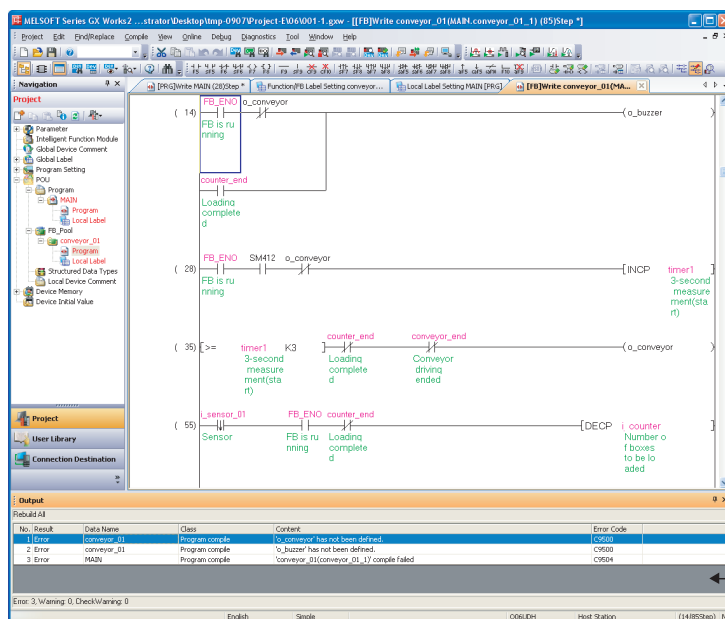 MELSOFT Series GX Works2 ...strator\Desktop\tmp-0907\Project-E\06\001-1.gxw - [[FB]Write conveyor_01(MAIN.conveyor_01_1) (85)Step *]
Project Edit Find/Replace Compile View Online Debug Diagnostics Tool Window Help
Navigation
[PRG]Write MAIN (28)Step *
Function/FB Label Setting conveyor...
Local Label Setting MAIN [PRG]
[FB]Write conveyor_01(MA...
Project
Parameter
Intelligent Function Module
Global Device Comment
Global Label
Program Setting
POU
Program
MAIN
Program
Local Label
FB_Pool
conveyor_01
Program
Local Label
Structured Data Types
Local Device Comment
Device Memory
Device Initial Value
Project
User Library
Connection Destination
FB_ENO o_conveyor
( 14) (o_buzzer )
FB is ru
nning
counter_end
Loading
complete
d
FB_ENO SM412 o_conveyor
( 28) [INCP timer1 ]
FB is ru
nning
3-second
measure
ment(sta
rt)
counter_end conveyor_end
( 35) [>= timer1 K3 ] (o_conveyor )
3-second
measure
ment(sta
rt)
Loading
complete
d
Conveyor
driving
ended
i_sensor_01 FB_ENO counter_end
( 55) [DECP i_counter ]
Sensor
FB is ru
nning
Loading
complete
d
Number o
f boxes
to be lo
aded
Output
Rebuild All
No. Result Data Name Class Content Error Code
1 Error conveyor_01 Program compile 'o_conveyor' has not been defined. C9500
2 Error conveyor_01 Program compile 'o_buzzer' has not been defined. C9500
3 Error MAIN Program compile 'conveyor_01(conveyor_01_1)' compile failed C9504
Error: 3, Warning: 0, CheckWarning: 0
English Simple Q06UDH Host Station (14/85Step)